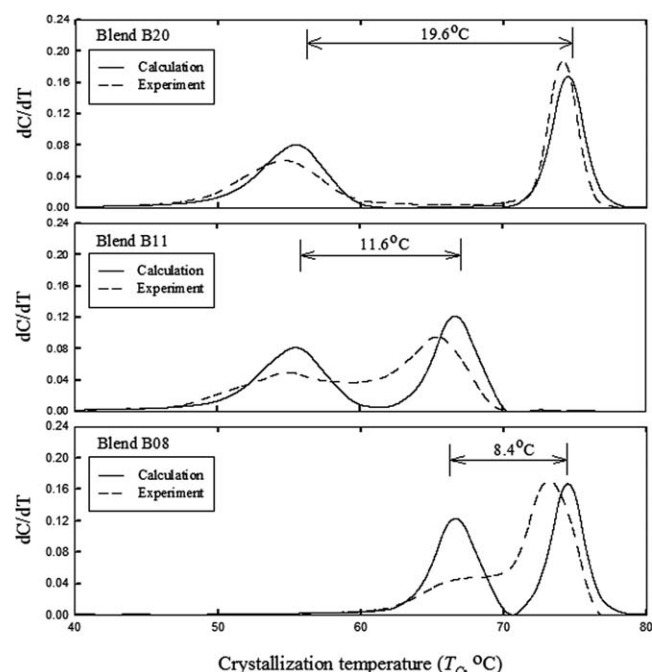 0.24
Blend B20
19.6°C
0.20
Calculation
0.16
Experiment
dC/dT
0.12
0.08
0.04
0.00
0.24
Blend B11
11.6°C
0.20
Calculation
0.16
Experiment
dC/dT
0.12
0.08
0.04
0.00
0.24
Blend B08
8.4°C
0.20
Calculation
0.16
Experiment
dC/dT
0.12
0.08
0.04
0.00
40 50 60 70 80
Crystallization temperature (T_C, °C)